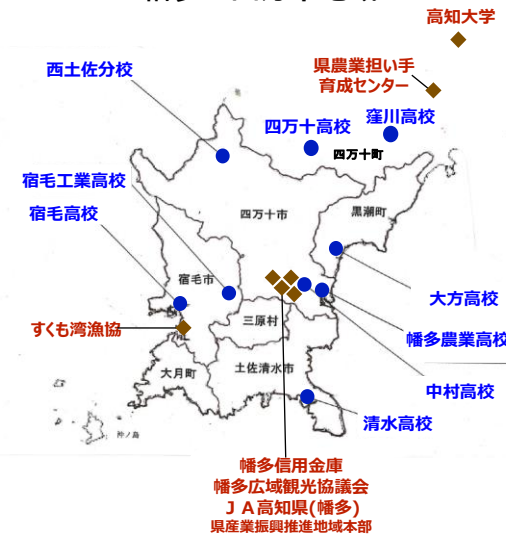 高知大学
県農業担い手
育成センター
西土佐分校
窪川高校
四万十高校
四万十町
宿毛工業高校
宿毛高校
四万十市
黒潮町
宿毛市
大方高校
すくも湾漁協
三原村
幡多農業高校
大月町
土佐清水市
中村高校
清水高校
沖ノ島
幡多信用金庫
幡多広域観光協議会
ＪＡ高知県(幡多)
県産業振興推進地域本部